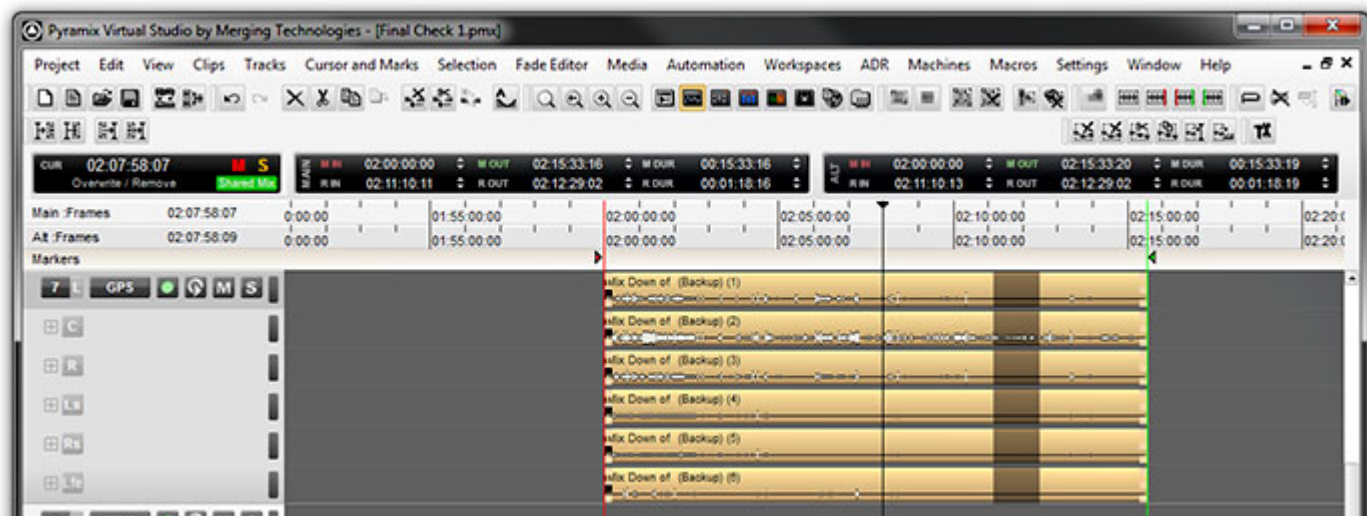 Pyramix Virtual Studio by Merging Technologies - [Final Check 1.pmx]
Project Edit View Clips Tracks Cursor and Marks Selection Fade Editor Media Automation Workspaces ADR Machines Macros Settings Window Help
CUR 02:07:58:07 M S
Overwrite / Remove Shared Mix
MAIN M IN 02:00:00:00 M OUT 02:15:33:16 M DUR 00:15:33:16
R IN 02:11:10:11 R OUT 02:12:29:02 R DUR 00:01:18:16
ALT M IN 02:00:00:00 M OUT 02:15:33:20 M DUR 00:15:33:19
R IN 02:11:10:13 R OUT 02:12:29:02 R DUR 00:01:18:19
Main :Frames 02:07:58:07 0:00:00 01:55:00:00 02:00:00:00 02:05:00:00 02:10:00:00 02:15:00:00 02:20:
Alt :Frames 02:07:58:09 0:00:00 01:55:00:00 02:00:00:00 02:05:00:00 02:10:00:00 02:15:00:00 02:20:
Markers
7 L GPS M S Mix Down of (Backup) (1)
C Mix Down of (Backup) (2)
R Mix Down of (Backup) (3)
Ls Mix Down of (Backup) (4)
Rs Mix Down of (Backup) (5)
Lfe Mix Down of (Backup) (6)